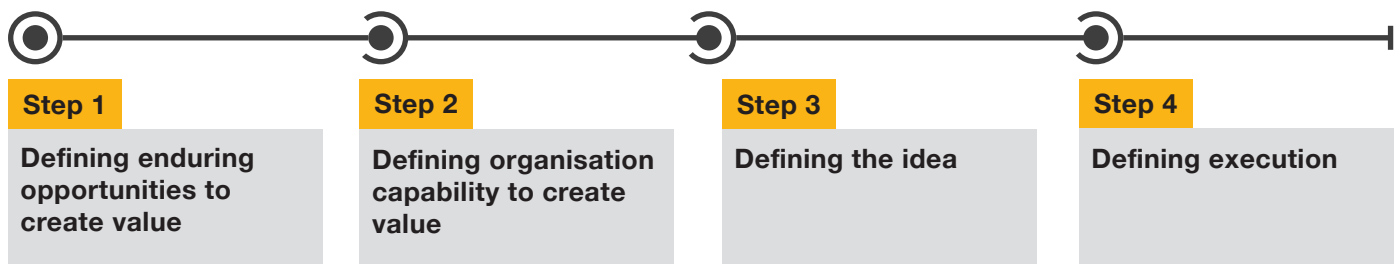 Step 1
Defining enduring
opportunities to
create value
Step 2
Defining organisation
capability to create
value
Step 3
Defining the idea
Step 4
Defining execution